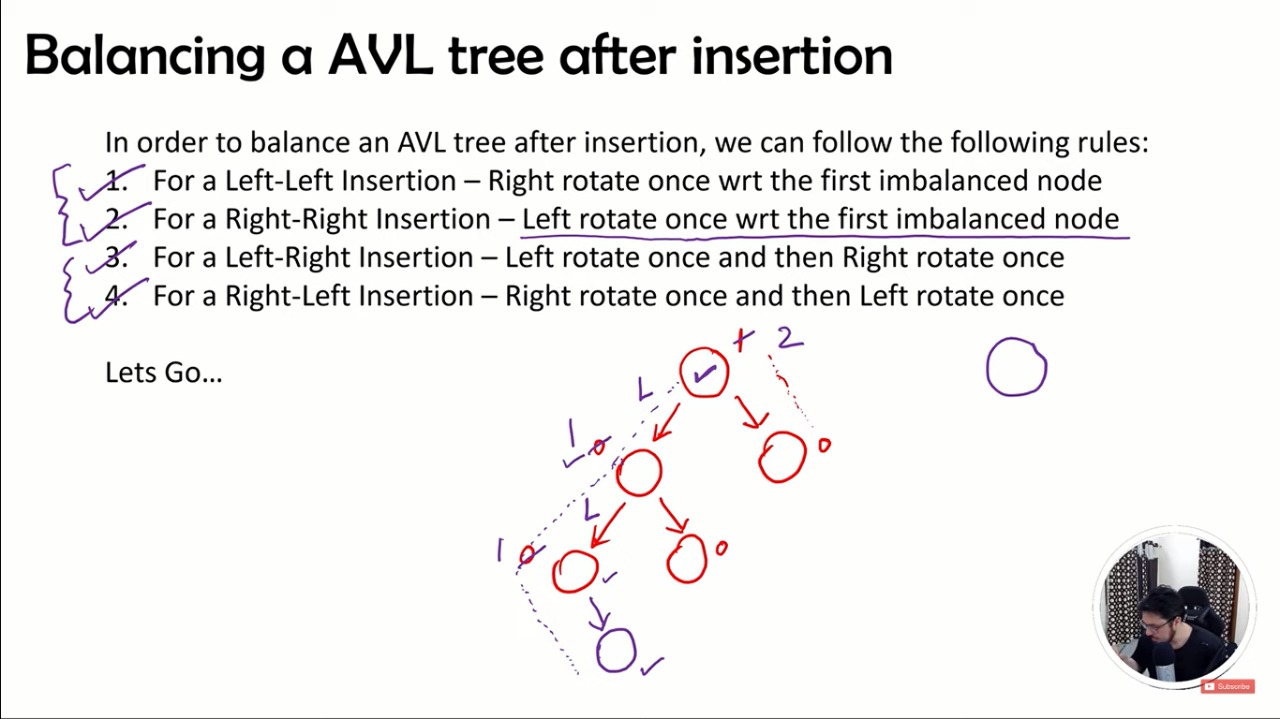 Balancing a AVL tree after insertion
In order to balance an AVL tree after insertion, we can follow the following rules:
1. For a Left-Left Insertion – Right rotate once wrt the first imbalanced node
2. For a Right-Right Insertion – Left rotate once wrt the first imbalanced node
3. For a Left-Right Insertion – Left rotate once and then Right rotate once
4. For a Right-Left Insertion – Right rotate once and then Left rotate once
Lets Go...
2
L
1 0
0
L
1 0
0
Subscribe